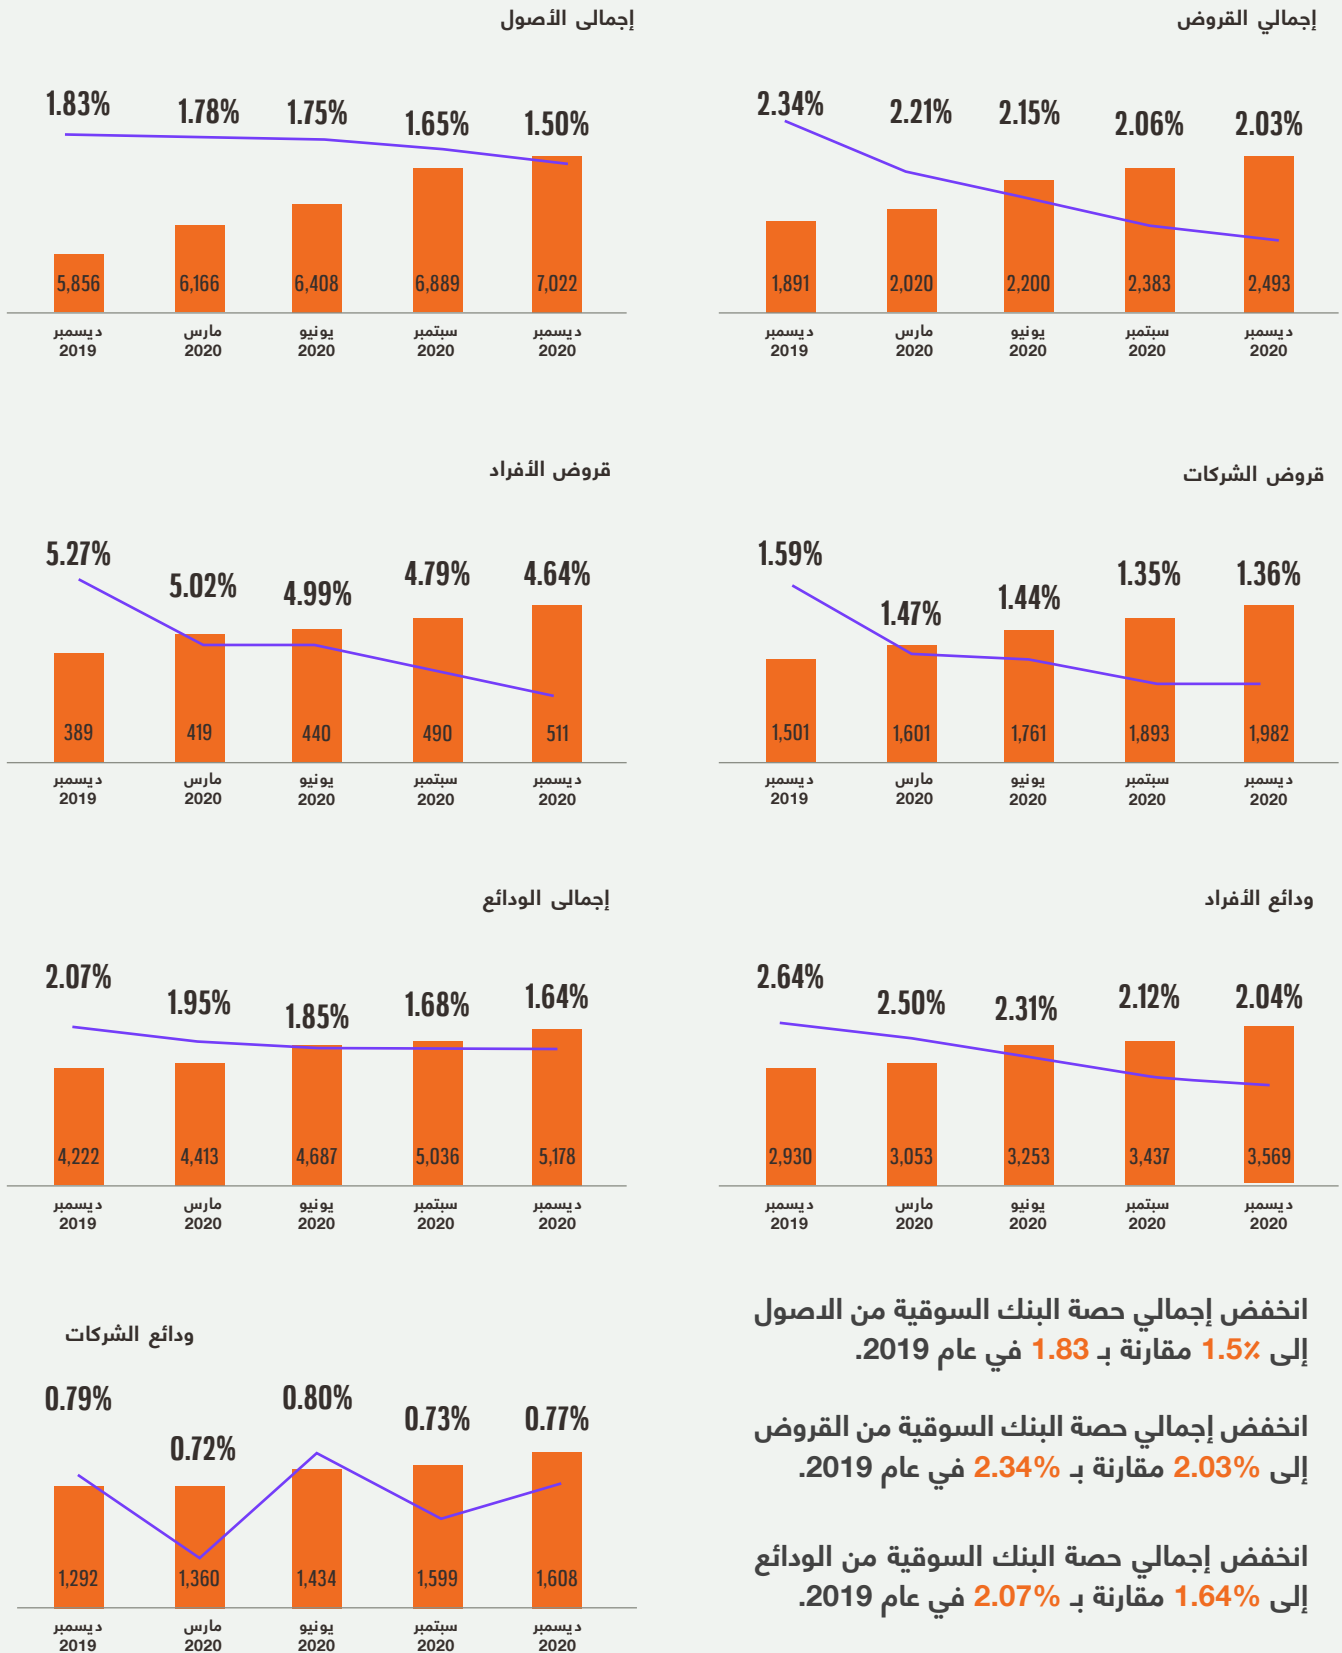 إجمالي القروض
2.34% 2.21% 2.15% 2.06% 2.03%
1,891 2,020 2,200 2,383 2,493
ديسمبر مارس يونيو سبتمبر ديسمبر
2019 2020 2020 2020 2020
إجمالى الأصول
1.83% 1.78% 1.75% 1.65% 1.50%
5,856 6,166 6,408 6,889 7,022
ديسمبر مارس يونيو سبتمبر ديسمبر
2019 2020 2020 2020 2020
قروض الشركات
1.59% 1.47% 1.44% 1.35% 1.36%
1,501 1,601 1,761 1,893 1,982
ديسمبر مارس يونيو سبتمبر ديسمبر
2019 2020 2020 2020 2020
قروض الأفراد
5.27% 5.02% 4.99% 4.79% 4.64%
389 419 440 490 511
ديسمبر مارس يونيو سبتمبر ديسمبر
2019 2020 2020 2020 2020
ودائع الأفراد
2.64% 2.50% 2.31% 2.12% 2.04%
2,930 3,053 3,253 3,437 3,569
ديسمبر مارس يونيو سبتمبر ديسمبر
2019 2020 2020 2020 2020
إجمالى الودائع
2.07% 1.95% 1.85% 1.68% 1.64%
4,222 4,413 4,687 5,036 5,178
ديسمبر مارس يونيو سبتمبر ديسمبر
2019 2020 2020 2020 2020
انخفض إجمالي حصة البنك السوقية من الاصول
إلى 1.5٪ مقارنة بـ 1.83 في عام 2019.
انخفض إجمالي حصة البنك السوقية من القروض
إلى 2.03% مقارنة بـ 2.34% في عام 2019.
انخفض إجمالي حصة البنك السوقية من الودائع
إلى 1.64% مقارنة بـ 2.07% في عام 2019.
ودائع الشركات
0.79% 0.72% 0.80% 0.73% 0.77%
1,292 1,360 1,434 1,599 1,608
ديسمبر مارس يونيو سبتمبر ديسمبر
2019 2020 2020 2020 2020